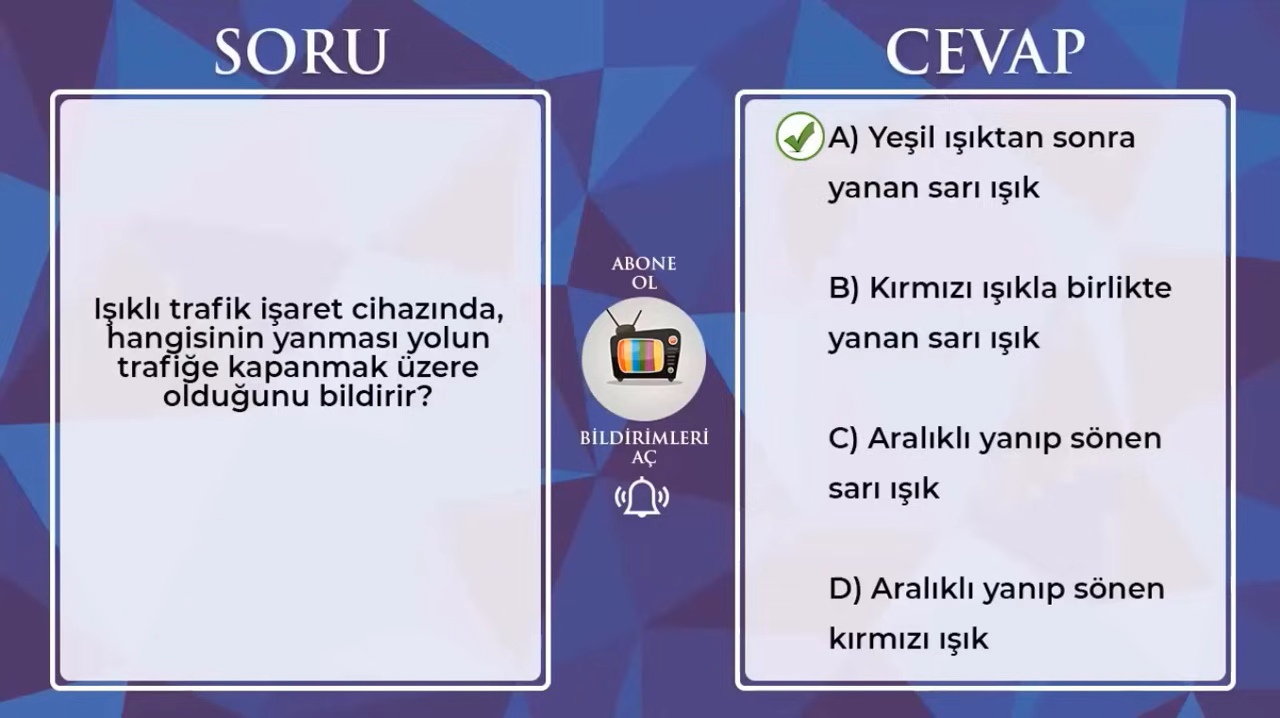 SORU
Işıklı trafik işaret cihazında,
hangisinin yanması yolun
trafiğe kapanmak üzere
olduğunu bildirir?
ABONE
OL
BİLDİRİMLERİ
AÇ
CEVAP
A) Yeşil ışıktan sonra
yanan sarı ışık
B) Kırmızı ışıkla birlikte
yanan sarı ışık
C) Aralıklı yanıp sönen
sarı ışık
D) Aralıklı yanıp sönen
kırmızı ışık